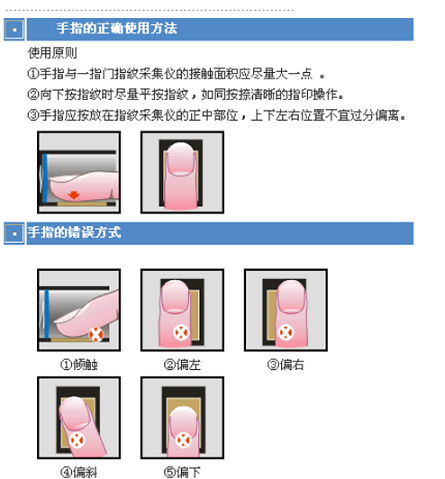 手指的正确使用方法
使用原则
①手指与一指门指纹采集仪的接触面积应尽量大一点 。
②向下按指纹时尽量平按指纹，如同按捺清晰的指印操作。
③手指应按放在指纹采集仪的正中部位，上下左右位置不宜过分偏离。
手指的错误方式
①倾触
②偏左
③偏右
④偏斜
⑤偏下